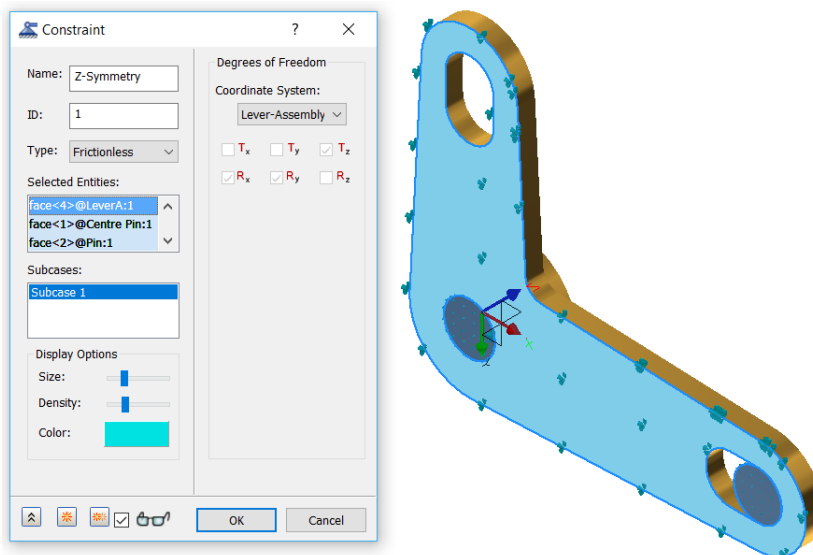 Constraint
?
Name: Z-Symmetry
ID: 1
Type: Frictionless
Selected Entities:
face<4>@LeverA:1
face<1>@Centre Pin:1
face<2>@Pin:1
Subcases:
Subcase 1
Display Options
Size:
Density:
Color:
Degrees of Freedom
Coordinate System:
Lever-Assembly
Tx Ty Tz
Rx Ry Rz
OK Cancel